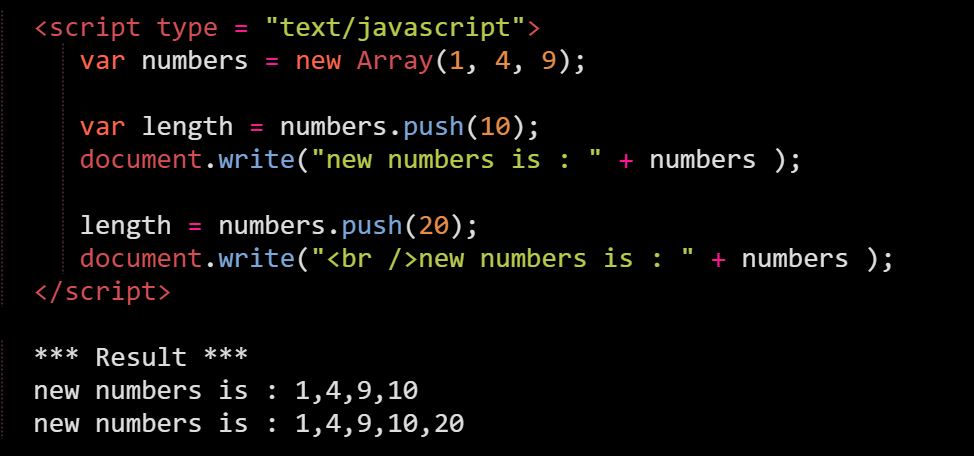 <script type = "text/javascript">
var numbers = new Array(1, 4, 9);
var length = numbers.push(10);
document.write("new numbers is : " + numbers );
length = numbers.push(20);
document.write("<br />new numbers is : " + numbers );
</script>
*** Result ***
new numbers is : 1,4,9,10
new numbers is : 1,4,9,10,20